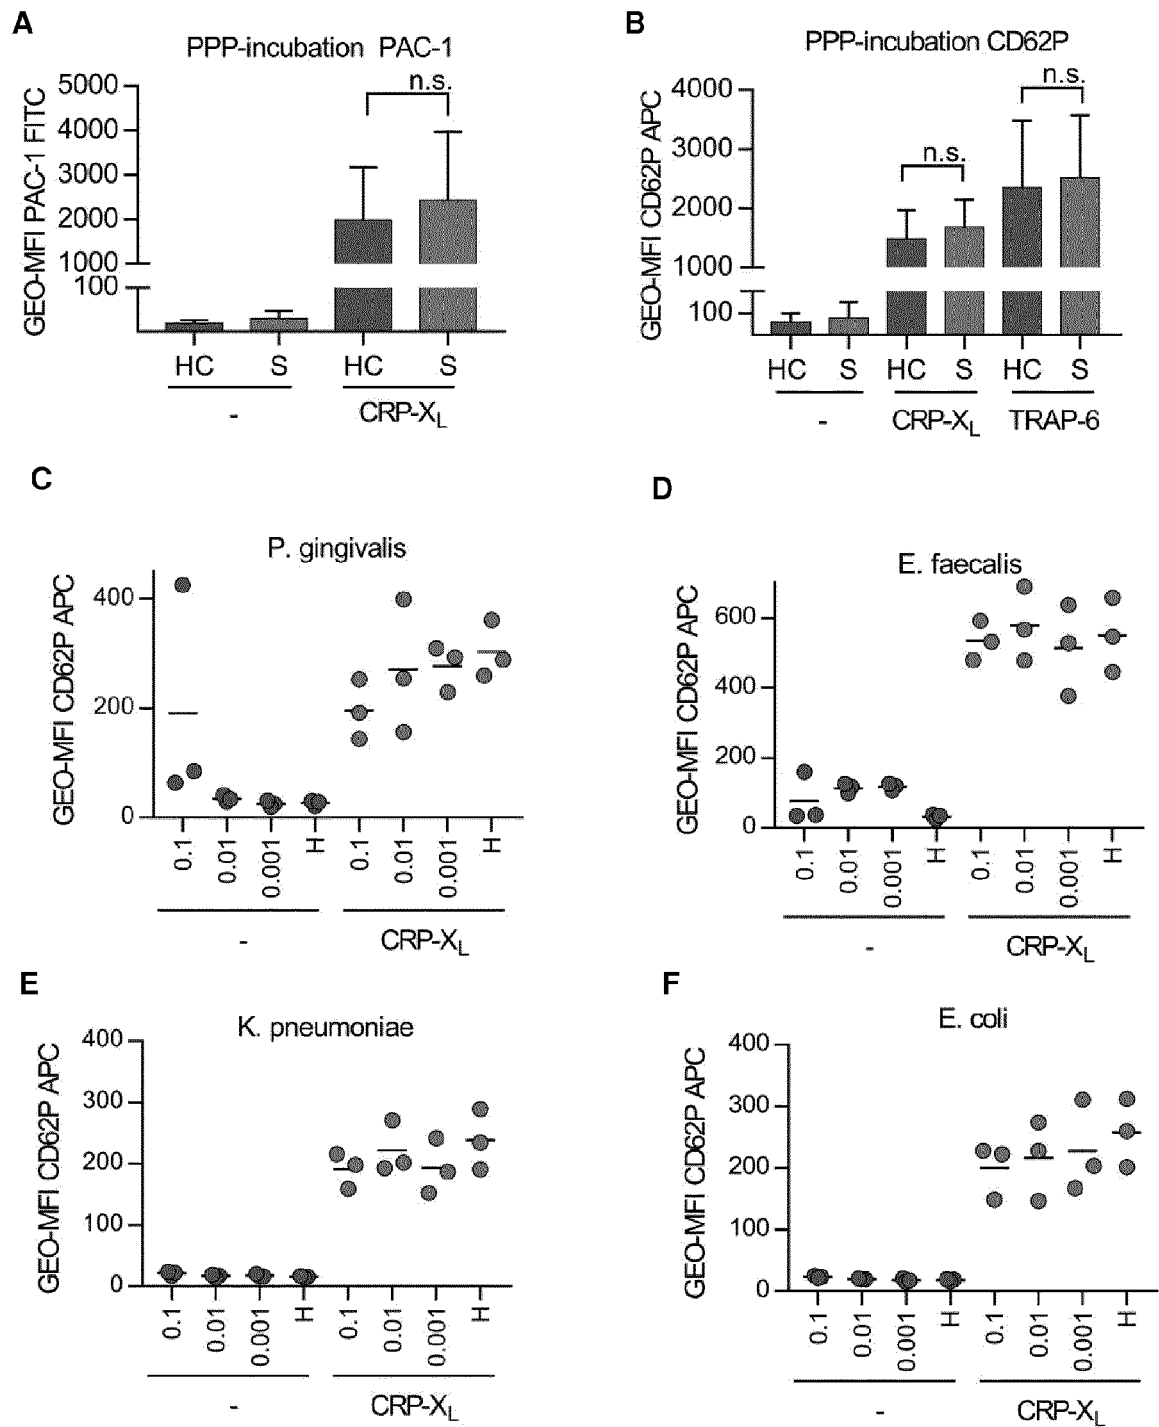 A
PPP-incubation PAC-1
GEO-MFI PAC-1 FITC
5000
4000
3000
2000
1000
100
n.s.
HC S HC S
- CRP-XL
B
PPP-incubation CD62P
GEO-MFI CD62P APC
4000
3000
2000
1000
100
n.s.
n.s.
HC S HC S HC S
- CRP-XL TRAP-6
C
P. gingivalis
GEO-MFI CD62P APC
400
200
0
0.1 0.01 0.001 H 0.1 0.01 0.001 H
- CRP-XL
D
E. faecalis
GEO-MFI CD62P APC
600
400
200
0
0.1 0.01 0.001 H 0.1 0.01 0.001 H
- CRP-XL
E
K. pneumoniae
GEO-MFI CD62P APC
400
300
200
100
0
0.1 0.01 0.001 H 0.1 0.01 0.001 H
- CRP-XL
F
E. coli
GEO-MFI CD62P APC
400
300
200
100
0
0.1 0.01 0.001 H 0.1 0.01 0.001 H
- CRP-XL